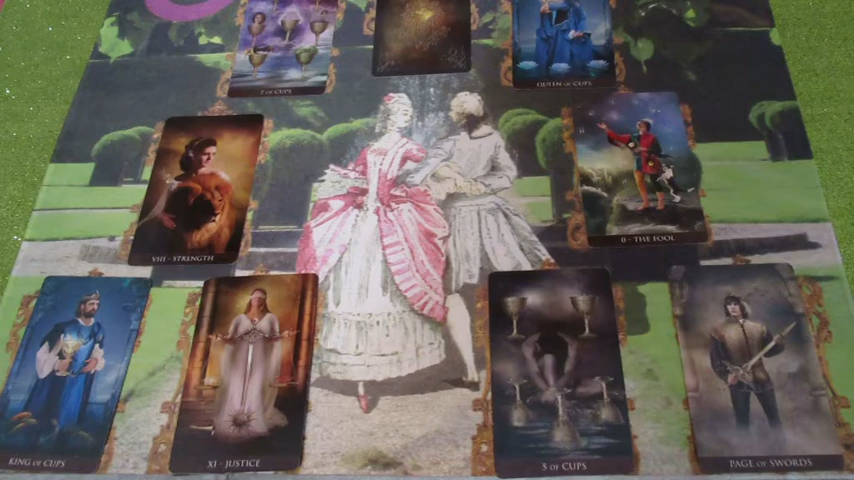 7 OF CUPS
QUEEN OF CUPS
VIII - STRENGTH
0 - THE FOOL
KING OF CUPS
XI - JUSTICE
5 OF CUPS
PAGE OF SWORDS